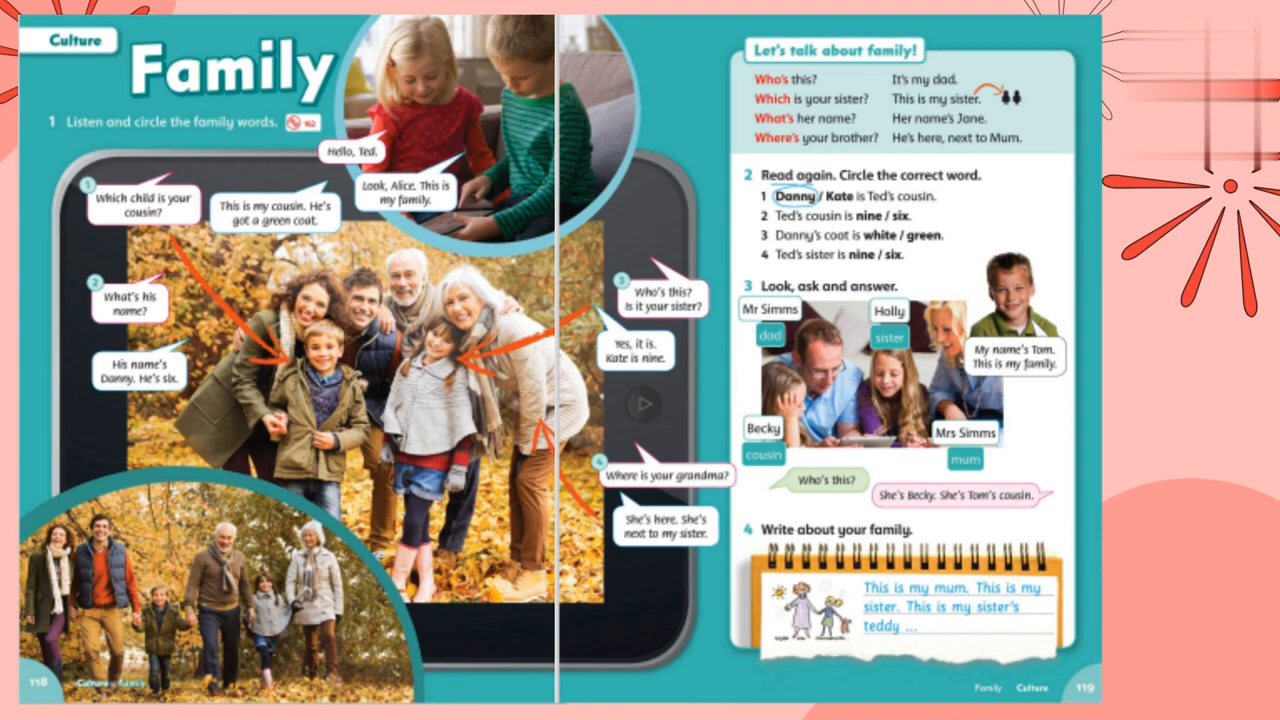 Culture
Family
1 Listen and circle the family words. 162
Hello, Ted.
Look, Alice. This is
my family.
1
Which child is your
cousin?
This is my cousin. He's
got a green coat.
2
What's his
name?
His name's
Danny. He's six.
3
Who's this?
Is it your sister?
Yes, it is.
Kate is nine.
4
Where is your grandma?
She's here. She's
next to my sister.
118 Culture Family
Let's talk about family!
Who's this? It's my dad.
Which is your sister? This is my sister.
What's her name? Her name's Jane.
Where's your brother? He's here, next to Mum.
2 Read again. Circle the correct word.
1 Danny / Kate is Ted's cousin.
2 Ted's cousin is nine / six.
3 Danny's coat is white / green.
4 Ted's sister is nine / six.
3 Look, ask and answer.
Mr Simms
dad
Holly
sister
My name's Tom.
This is my family.
Becky
cousin
Mrs Simms
mum
Who's this?
She's Becky. She's Tom's cousin.
4 Write about your family.
This is my mum. This is my
sister. This is my sister's
teddy ...
Family Culture 119